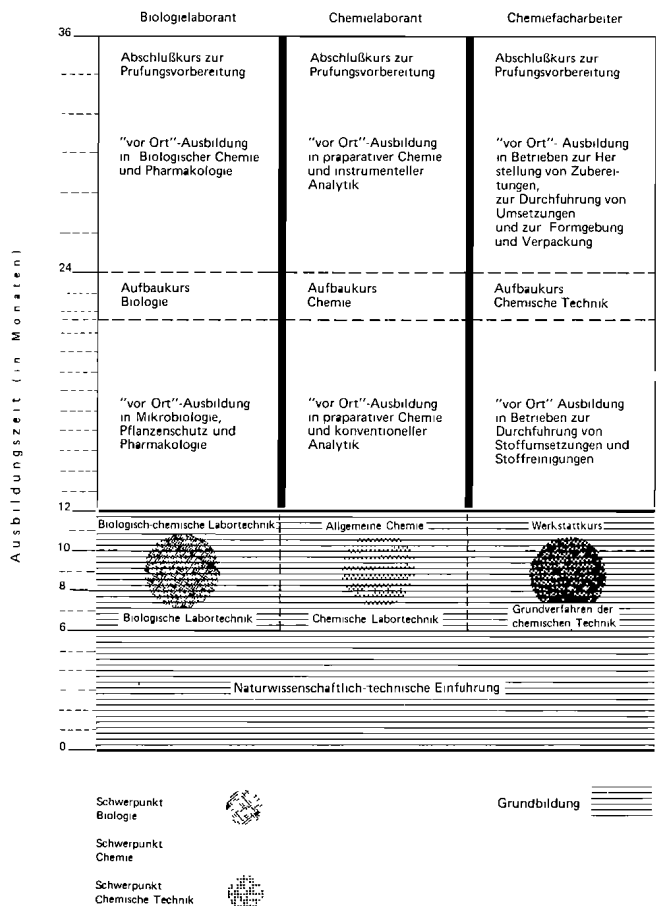 Biologielaborant
Chemielaborant
Chemiefacharbeiter
Ausbildungszeit (in Monaten)
36
Abschlußkurs zur
Prufungsvorbereitung
Abschlußkurs zur
Prufungsvorbereitung
Abschlußkurs zur
Prufungsvorbereitung
"vor Ort"-Ausbildung
in Biologischer Chemie
und Pharmakologie
"vor Ort"-Ausbildung
in praparativer Chemie
und instrumenteller
Analytik
"vor Ort"- Ausbildung
in Betrieben zur Her
stellung von Zuberei-
tungen,
zur Durchfuhrung von
Umsetzungen
und zur Formgebung
und Verpackung
24
Aufbaukurs
Biologie
Aufbaukurs
Chemie
Aufbaukurs
Chemische Technik
"vor Ort"-Ausbildung
in Mikrobiologie,
Pflanzenschutz und
Pharmakologie
"vor Ort"-Ausbildung
in praparativer Chemie
und konventioneller
Analytik
"vor Ort" Ausbildung
in Betrieben zur
Durchfuhrung von
Stoffumsetzungen und
Stoffreinigungen
12
Biologisch-chemische Labortechnik
Allgemeine Chemie
Werkstattkurs
10
8
Biologische Labortechnik
Chemische Labortechnik
Grundverfahren der
chemischen Technik
6
Naturwissenschaftlich-technische Einfuhrung
0
Schwerpunkt
Biologie
Grundbildung
Schwerpunkt
Chemie
Schwerpunkt
Chemische Technik